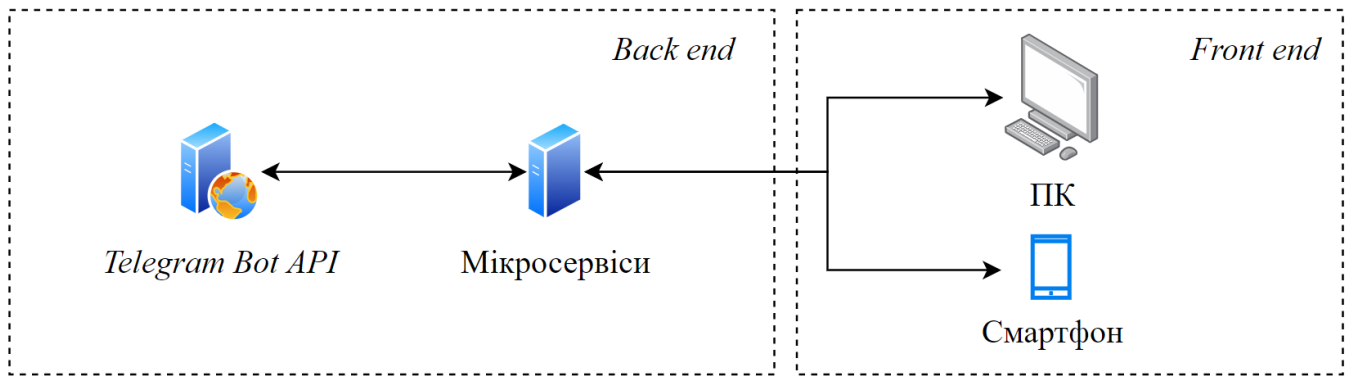 Back end
Front end
Telegram Bot API
Мікросервіси
ПК
Смартфон